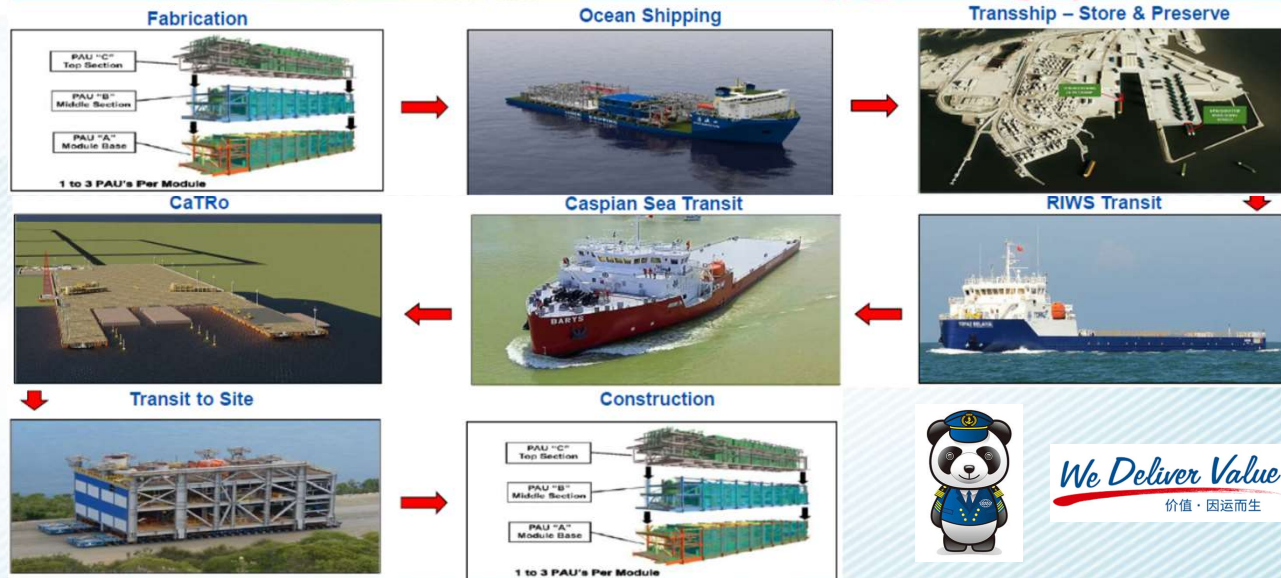 Fabrication
PAU "C"
Top Section
PAU "B"
Middle Section
PAU "A"
Module Base
1 to 3 PAU's Per Module
Ocean Shipping
Transship – Store & Preserve
CaTRo
Caspian Sea Transit
BARYS
RIWS Transit
Transit to Site
Construction
PAU "C"
Top Section
PAU "B"
Middle Section
PAU "A"
Module Base
1 to 3 PAU's Per Module
We Deliver Value
价值·因运而生